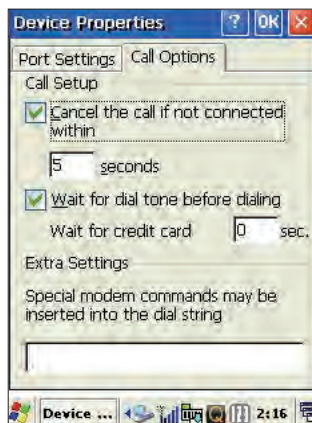 Device Properties ? OK ×
Port Settings Call Options
Call Setup
Cancel the call if not connected
within
5 seconds
Wait for dial tone before dialing
Wait for credit card 0 sec.
Extra Settings
Special modem commands may be
inserted into the dial string
Device ... 2:16